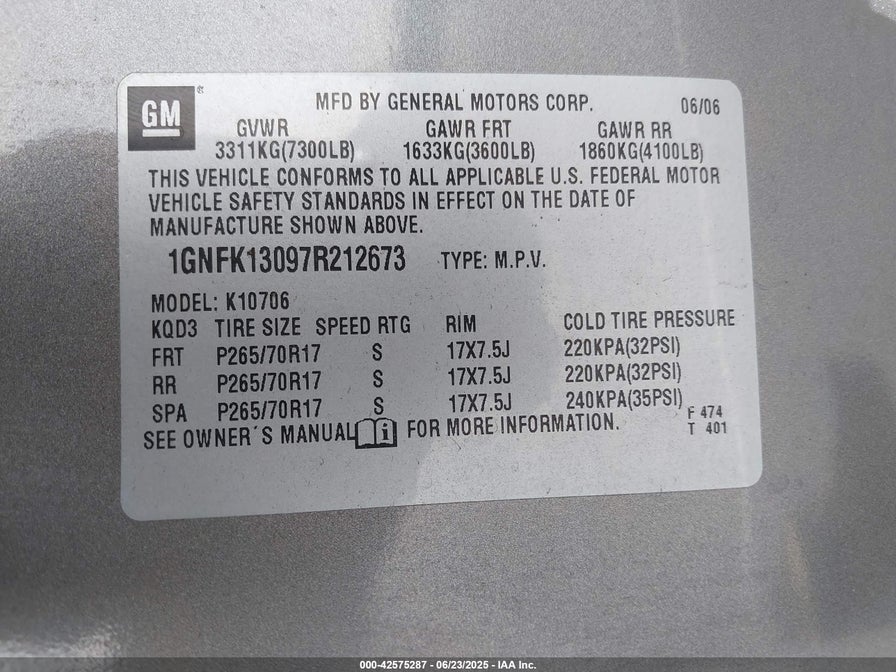 GM
MFD BY GENERAL MOTORS CORP. 06/06
GVWR GAWR FRT GAWR RR
3311KG(7300LB) 1633KG(3600LB) 1860KG(4100LB)
THIS VEHICLE CONFORMS TO ALL APPLICABLE U.S. FEDERAL MOTOR
VEHICLE SAFETY STANDARDS IN EFFECT ON THE DATE OF
MANUFACTURE SHOWN ABOVE.
1GNFK13097R212673 TYPE: M.P.V.
MODEL: K10706
KQD3 TIRE SIZE SPEED RTG RIM COLD TIRE PRESSURE
FRT P265/70R17 S 17X7.5J 220KPA(32PSI)
RR P265/70R17 S 17X7.5J 220KPA(32PSI)
SPA P265/70R17 S 17X7.5J 240KPA(35PSI)
SEE OWNER'S MANUAL i FOR MORE INFORMATION.
F 474
T 401
000-42575287 - 06/23/2025 - IAA Inc.